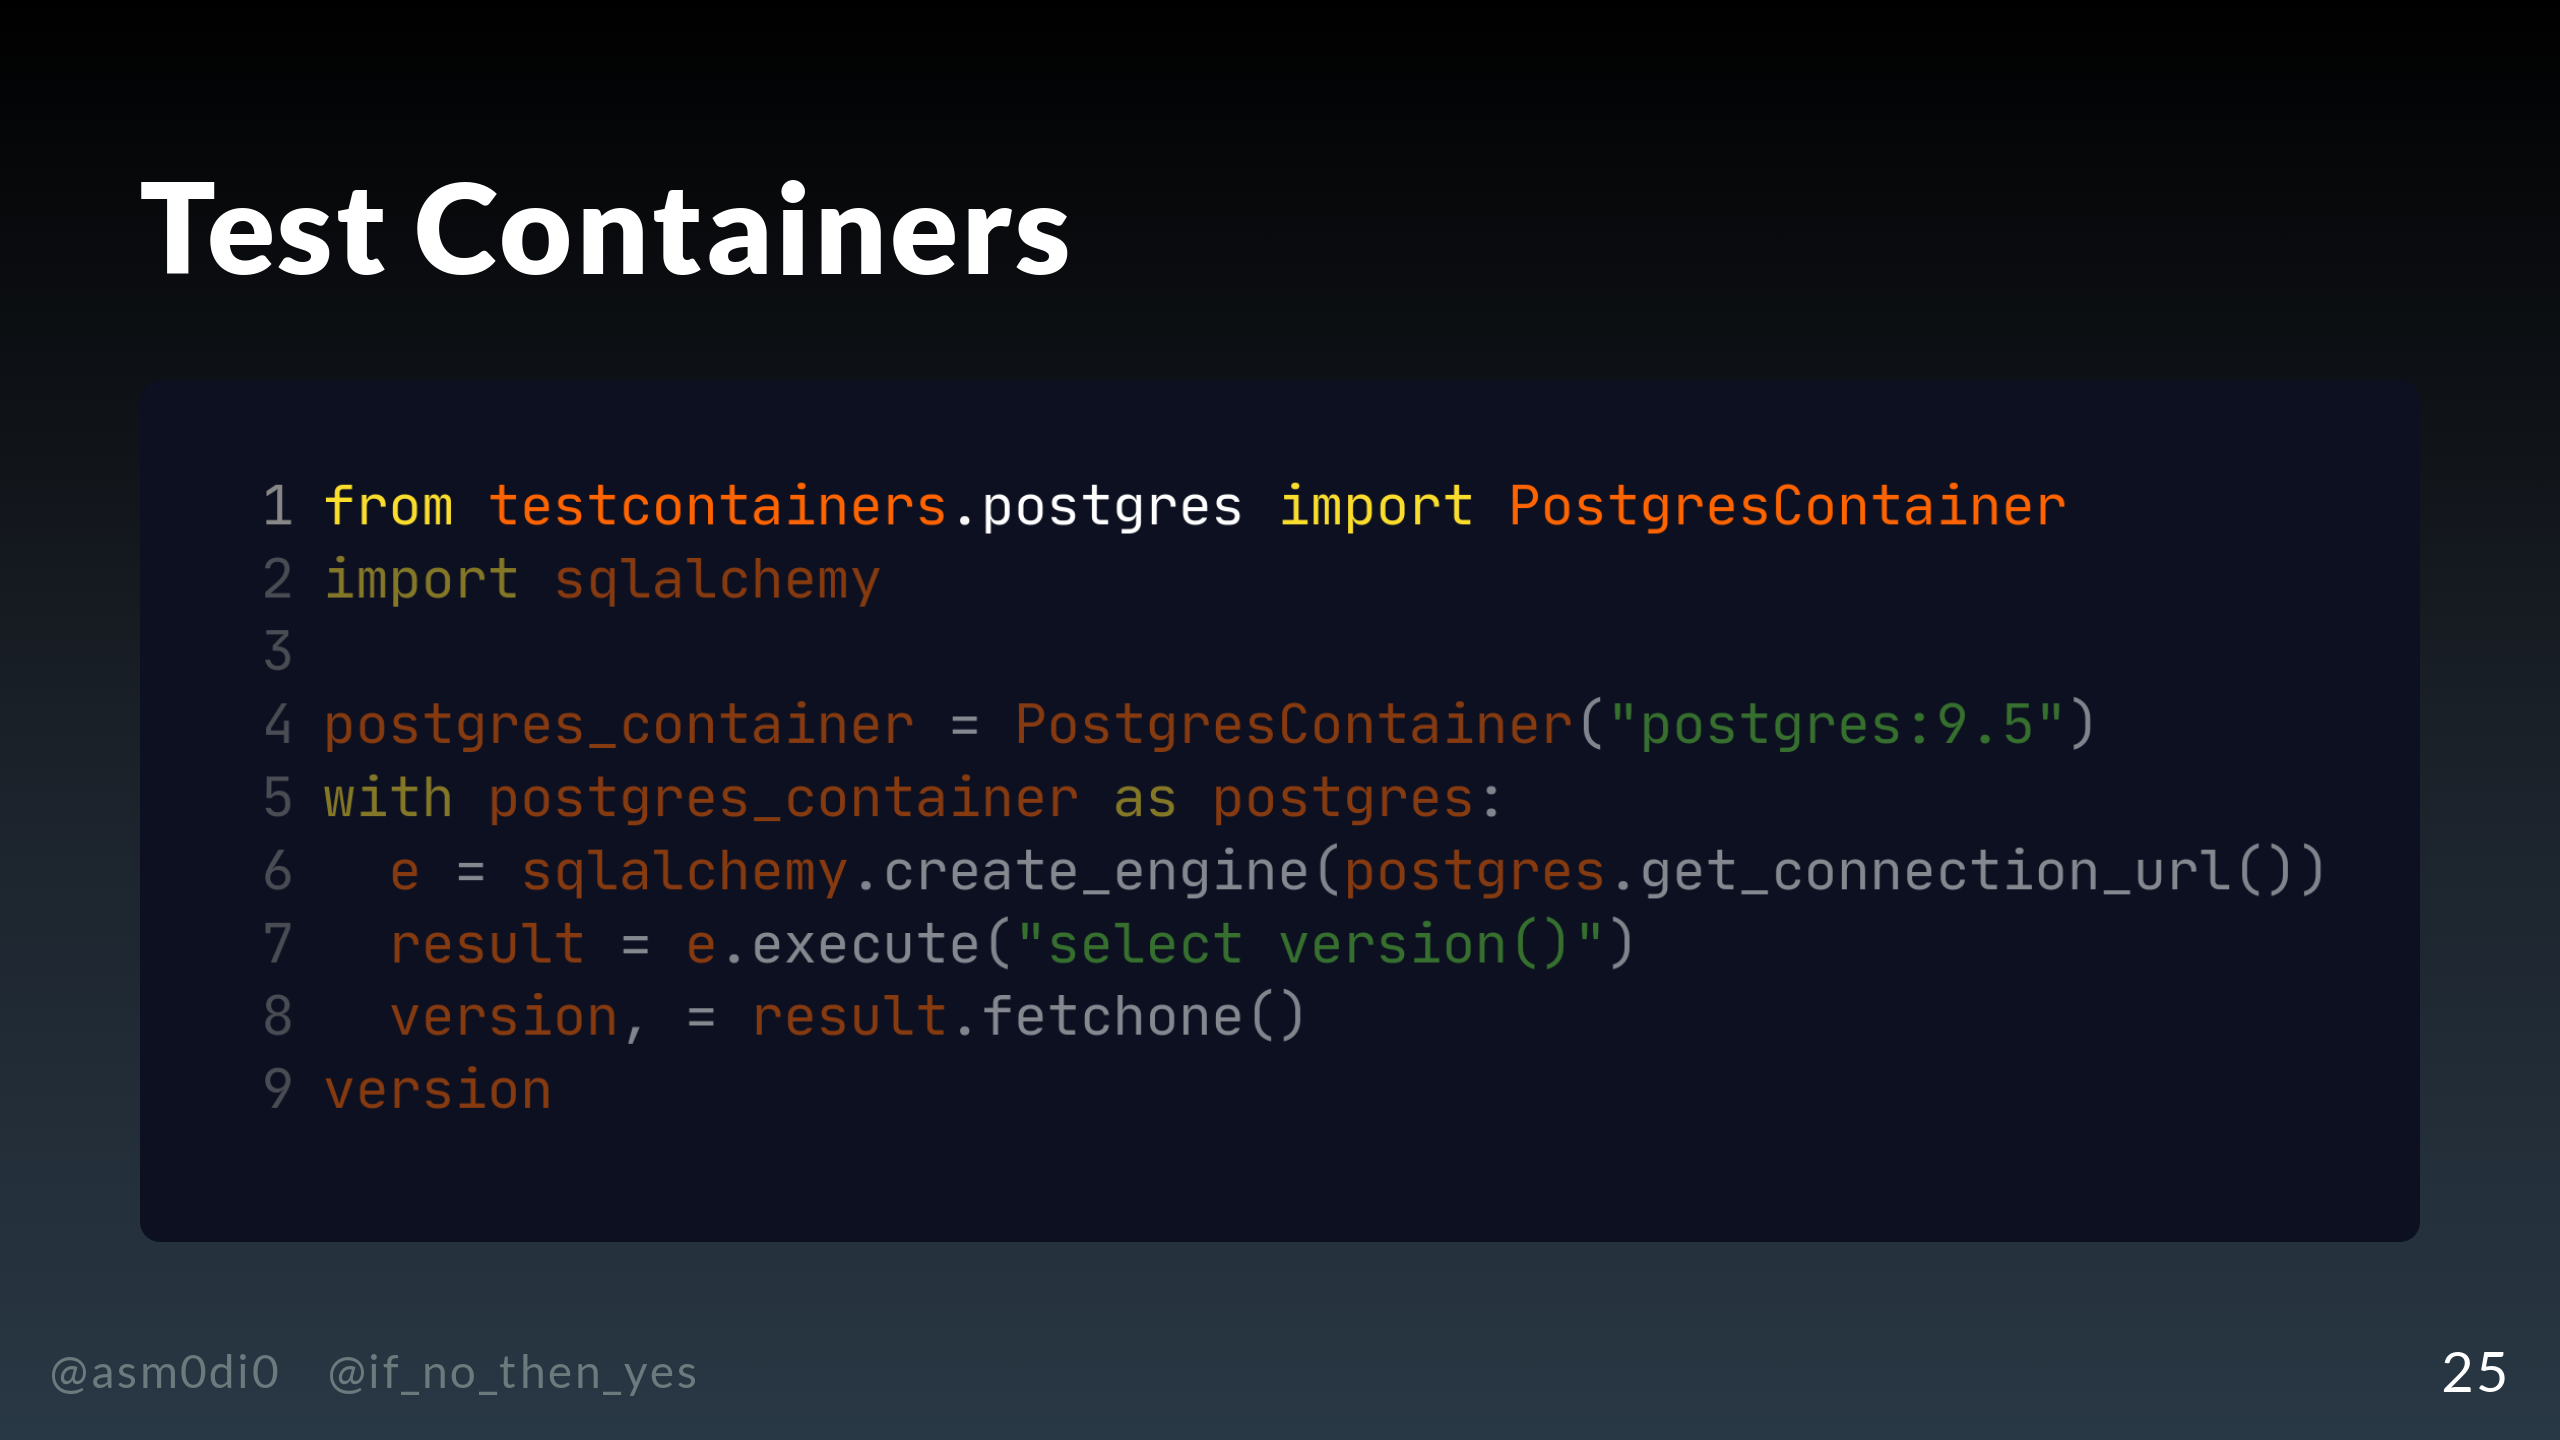 Test Containers
1 from testcontainers.postgres import PostgresContainer
2 import sqlalchemy
3
4 postgres_container = PostgresContainer("postgres:9.5")
5 with postgres_container as postgres:
6   e = sqlalchemy.create_engine(postgres.get_connection_url())
7   result = e.execute("select version()")
8   version, = result.fetchone()
9 version
@asm0di0 @if_no_then_yes
25